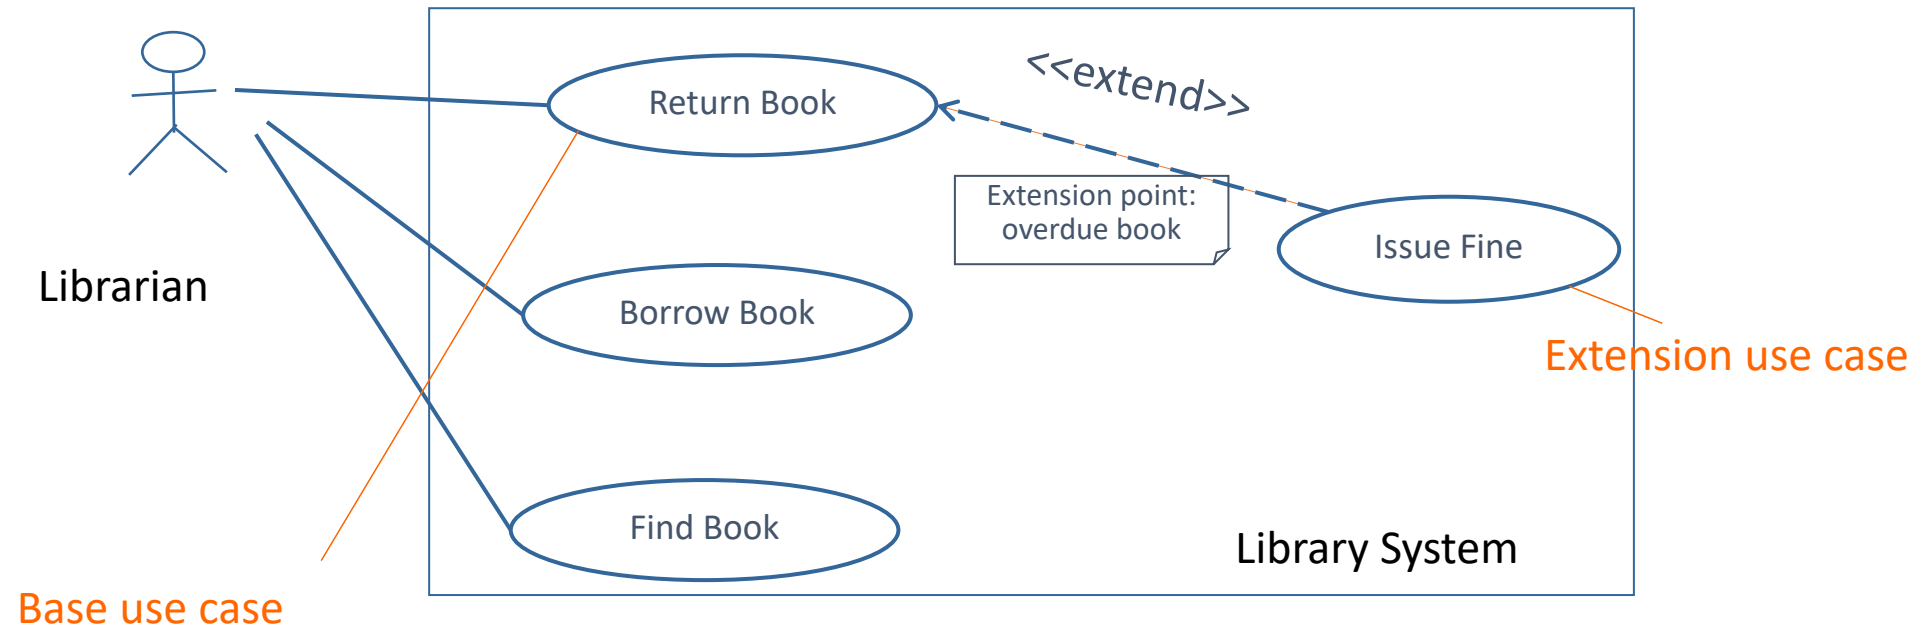 <<extend>>
Return Book
Extension point:
overdue book
Issue Fine
Librarian
Borrow Book
Extension use case
Find Book
Library System
Base use case